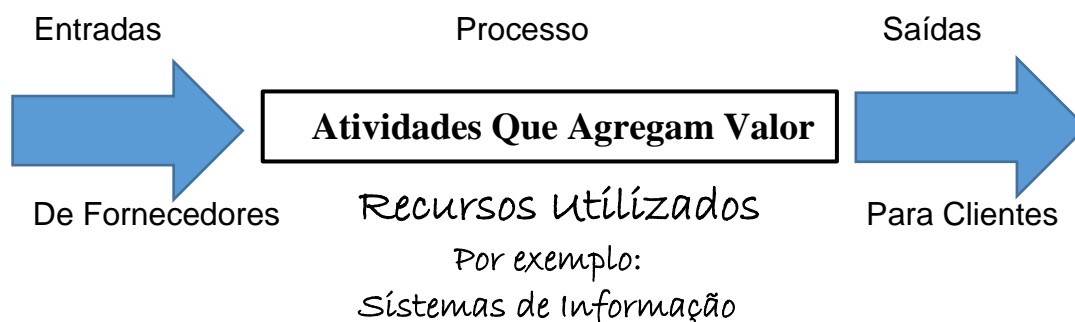 Entradas Processo Saídas
Atividades Que Agregam Valor
De Fornecedores Recursos Utilizados Para Clientes
Por exemplo:
Sistemas de Informação